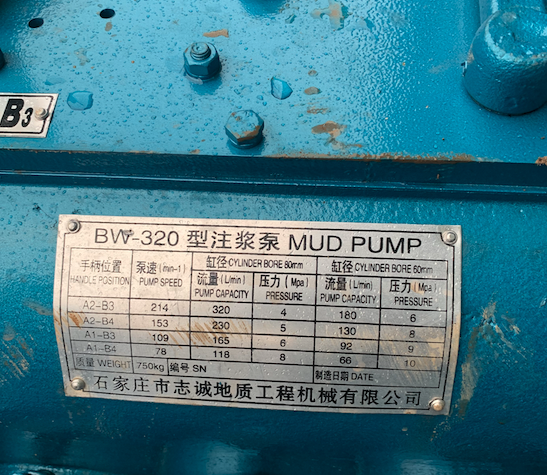 B3
BW-320 型注浆泵 MUD PUMP
手柄位置 HANDLE POSITION 泵速 (min-1) PUMP SPEED 缸径 CYLINDER BORE 80mm 缸径 CYLINDER BORE 60mm
流量 (L/min) PUMP CAPACITY 压力 (Mpa) PRESSURE 流量 (L/min) PUMP CAPACITY 压力 (Mpa) PRESSURE
A2-B3 214 320 4 180 6
A2-B4 153 230 5 130 8
A1-B3 109 165 6 92 9
A1-B4 78 118 8 66 10
质量 WEIGHT 750kg 编号 SN 制造日期 DATE
石家庄市志诚地质工程机械有限公司